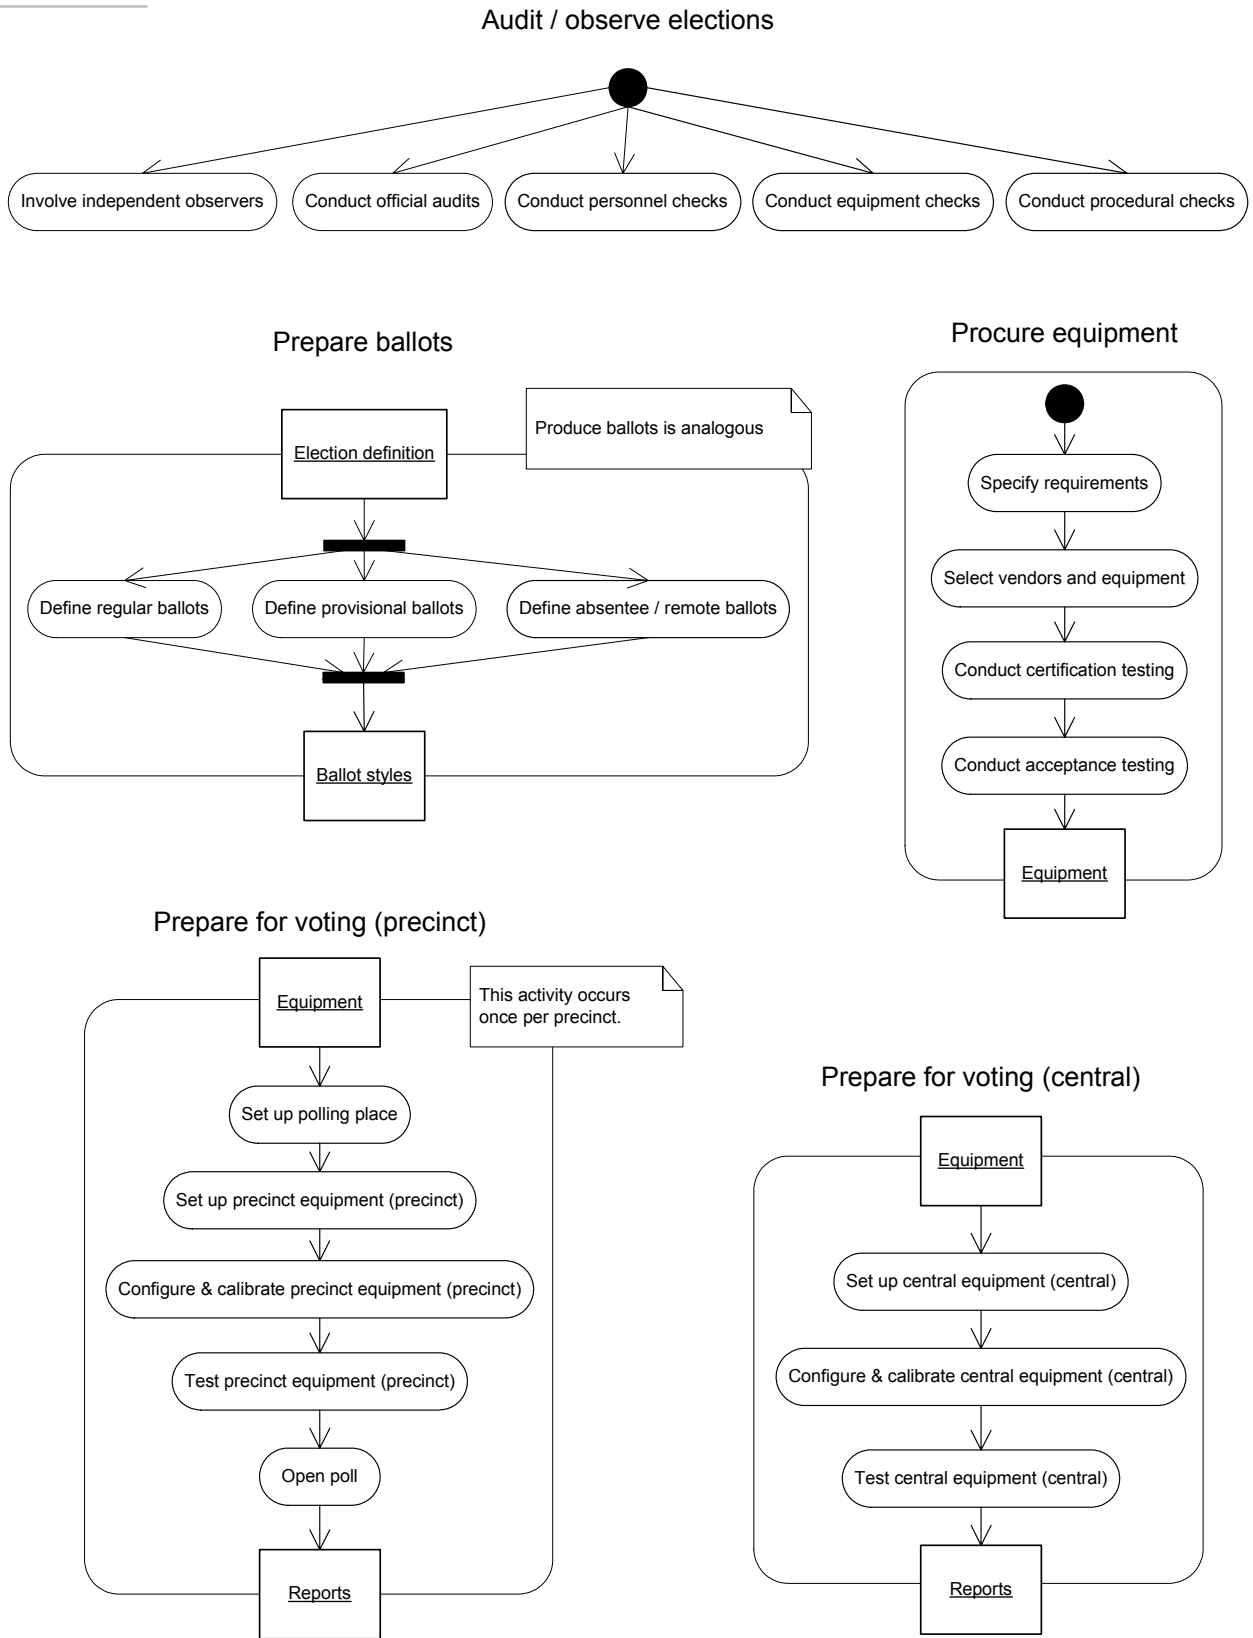 Audit / observe elections
Involve independent observers
Conduct official audits
Conduct personnel checks
Conduct equipment checks
Conduct procedural checks
Prepare ballots
Election definition
Produce ballots is analogous
Define regular ballots
Define provisional ballots
Define absentee / remote ballots
Ballot styles
Procure equipment
Specify requirements
Select vendors and equipment
Conduct certification testing
Conduct acceptance testing
Equipment
Prepare for voting (precinct)
Equipment
This activity occurs
once per precinct.
Set up polling place
Set up precinct equipment (precinct)
Configure & calibrate precinct equipment (precinct)
Test precinct equipment (precinct)
Open poll
Reports
Prepare for voting (central)
Equipment
Set up central equipment (central)
Configure & calibrate central equipment (central)
Test central equipment (central)
Reports